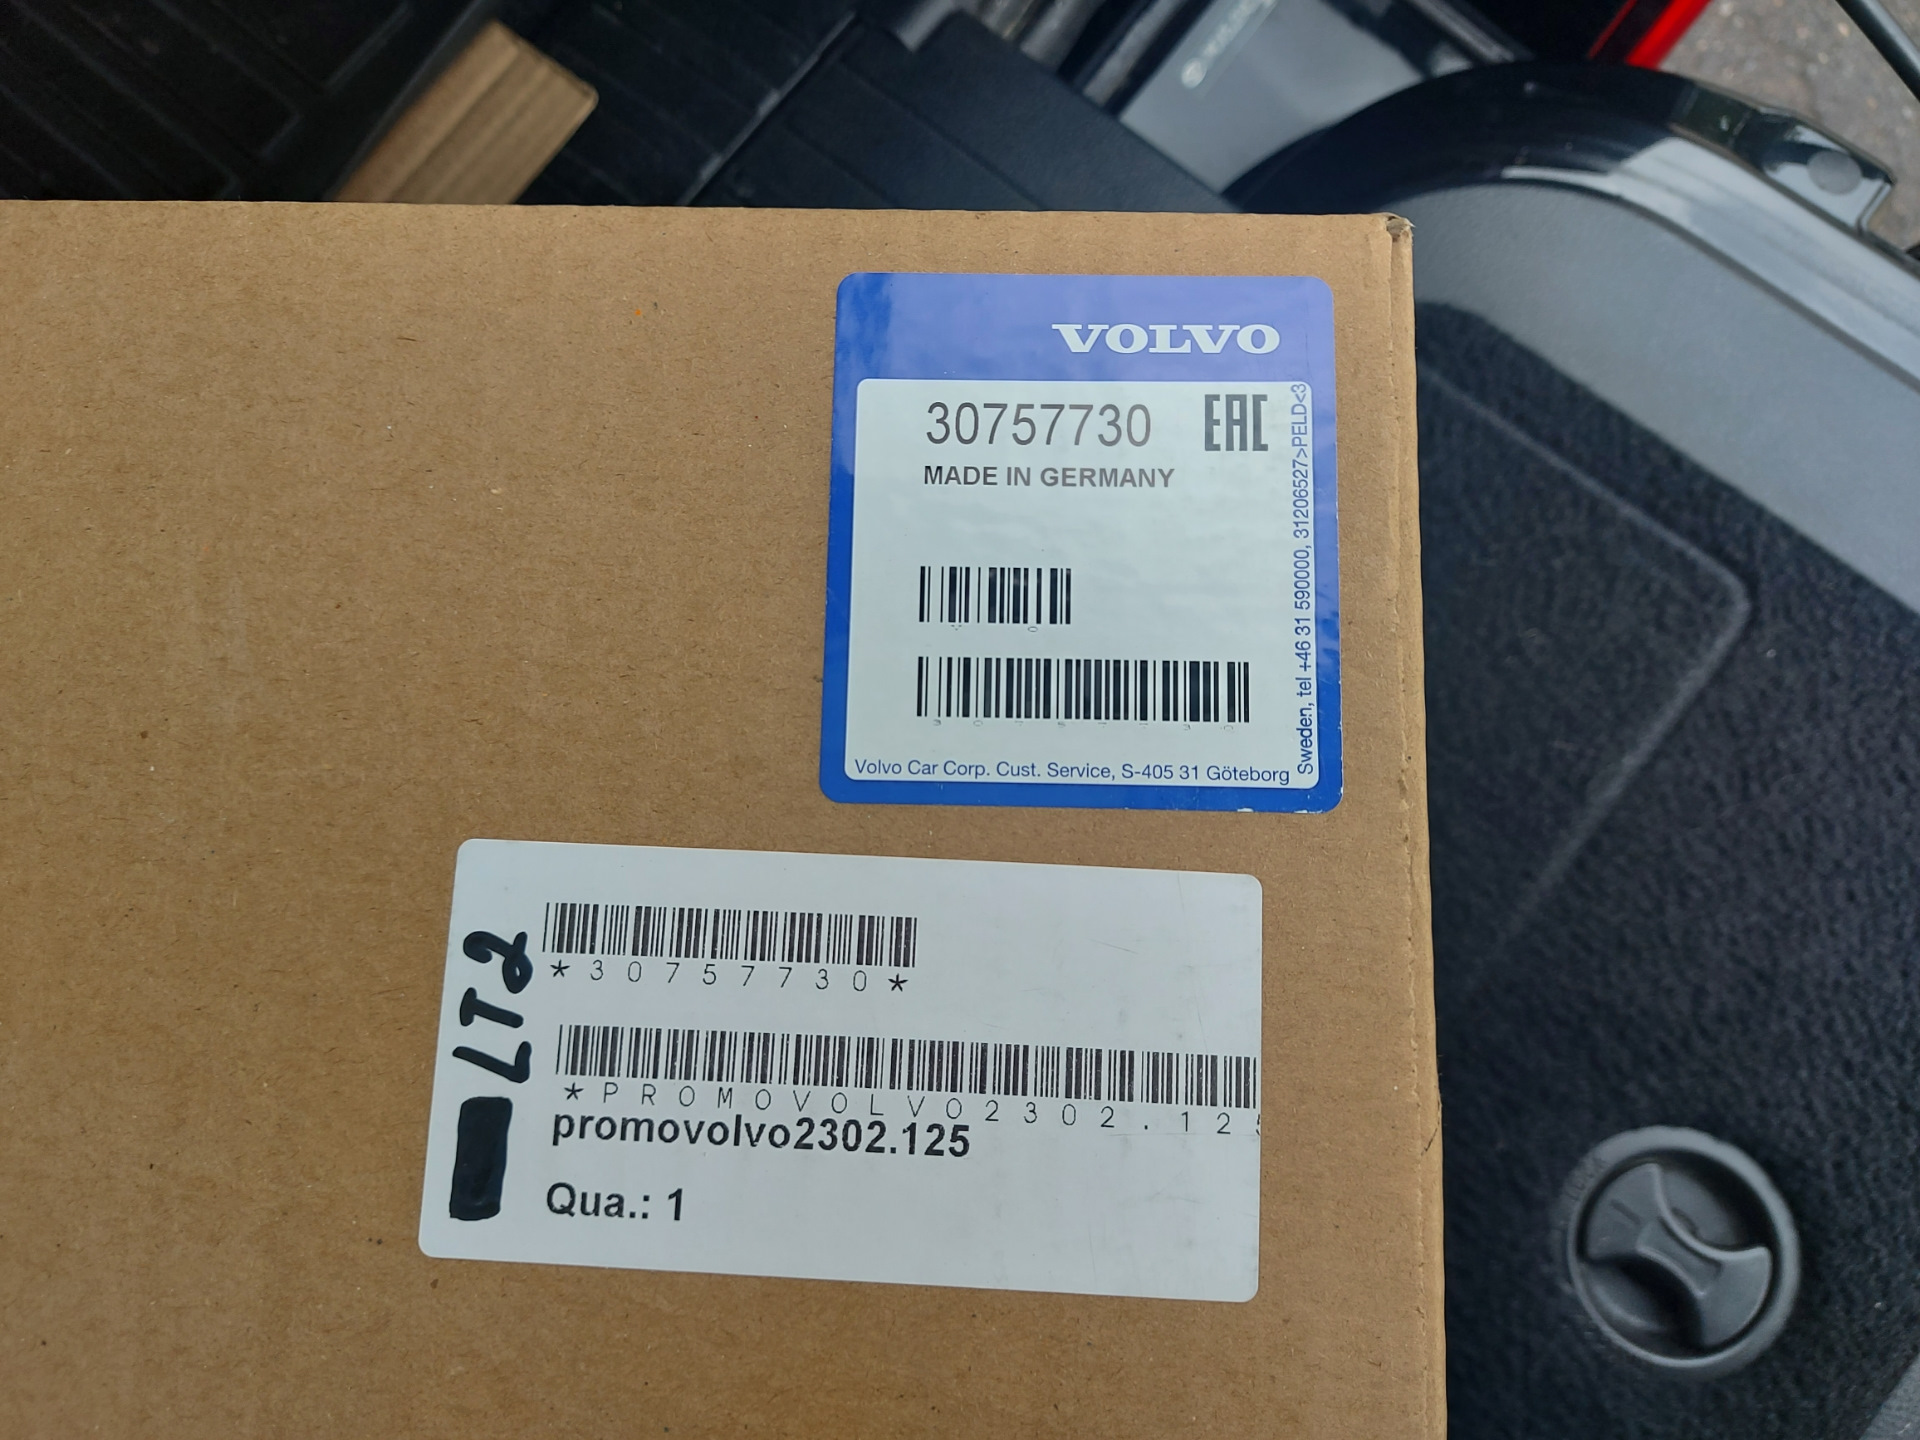 VOLVO
30757730
EAC
MADE IN GERMANY
Volvo Car Corp. Cust. Service, S-405 31 Göteborg
Sweden, tel +46 31 590000, 31206527>PELD<3
LT2
*30757730*
*PROMOVOLVO2302.125
promovolvo2302.125
Qua.: 1